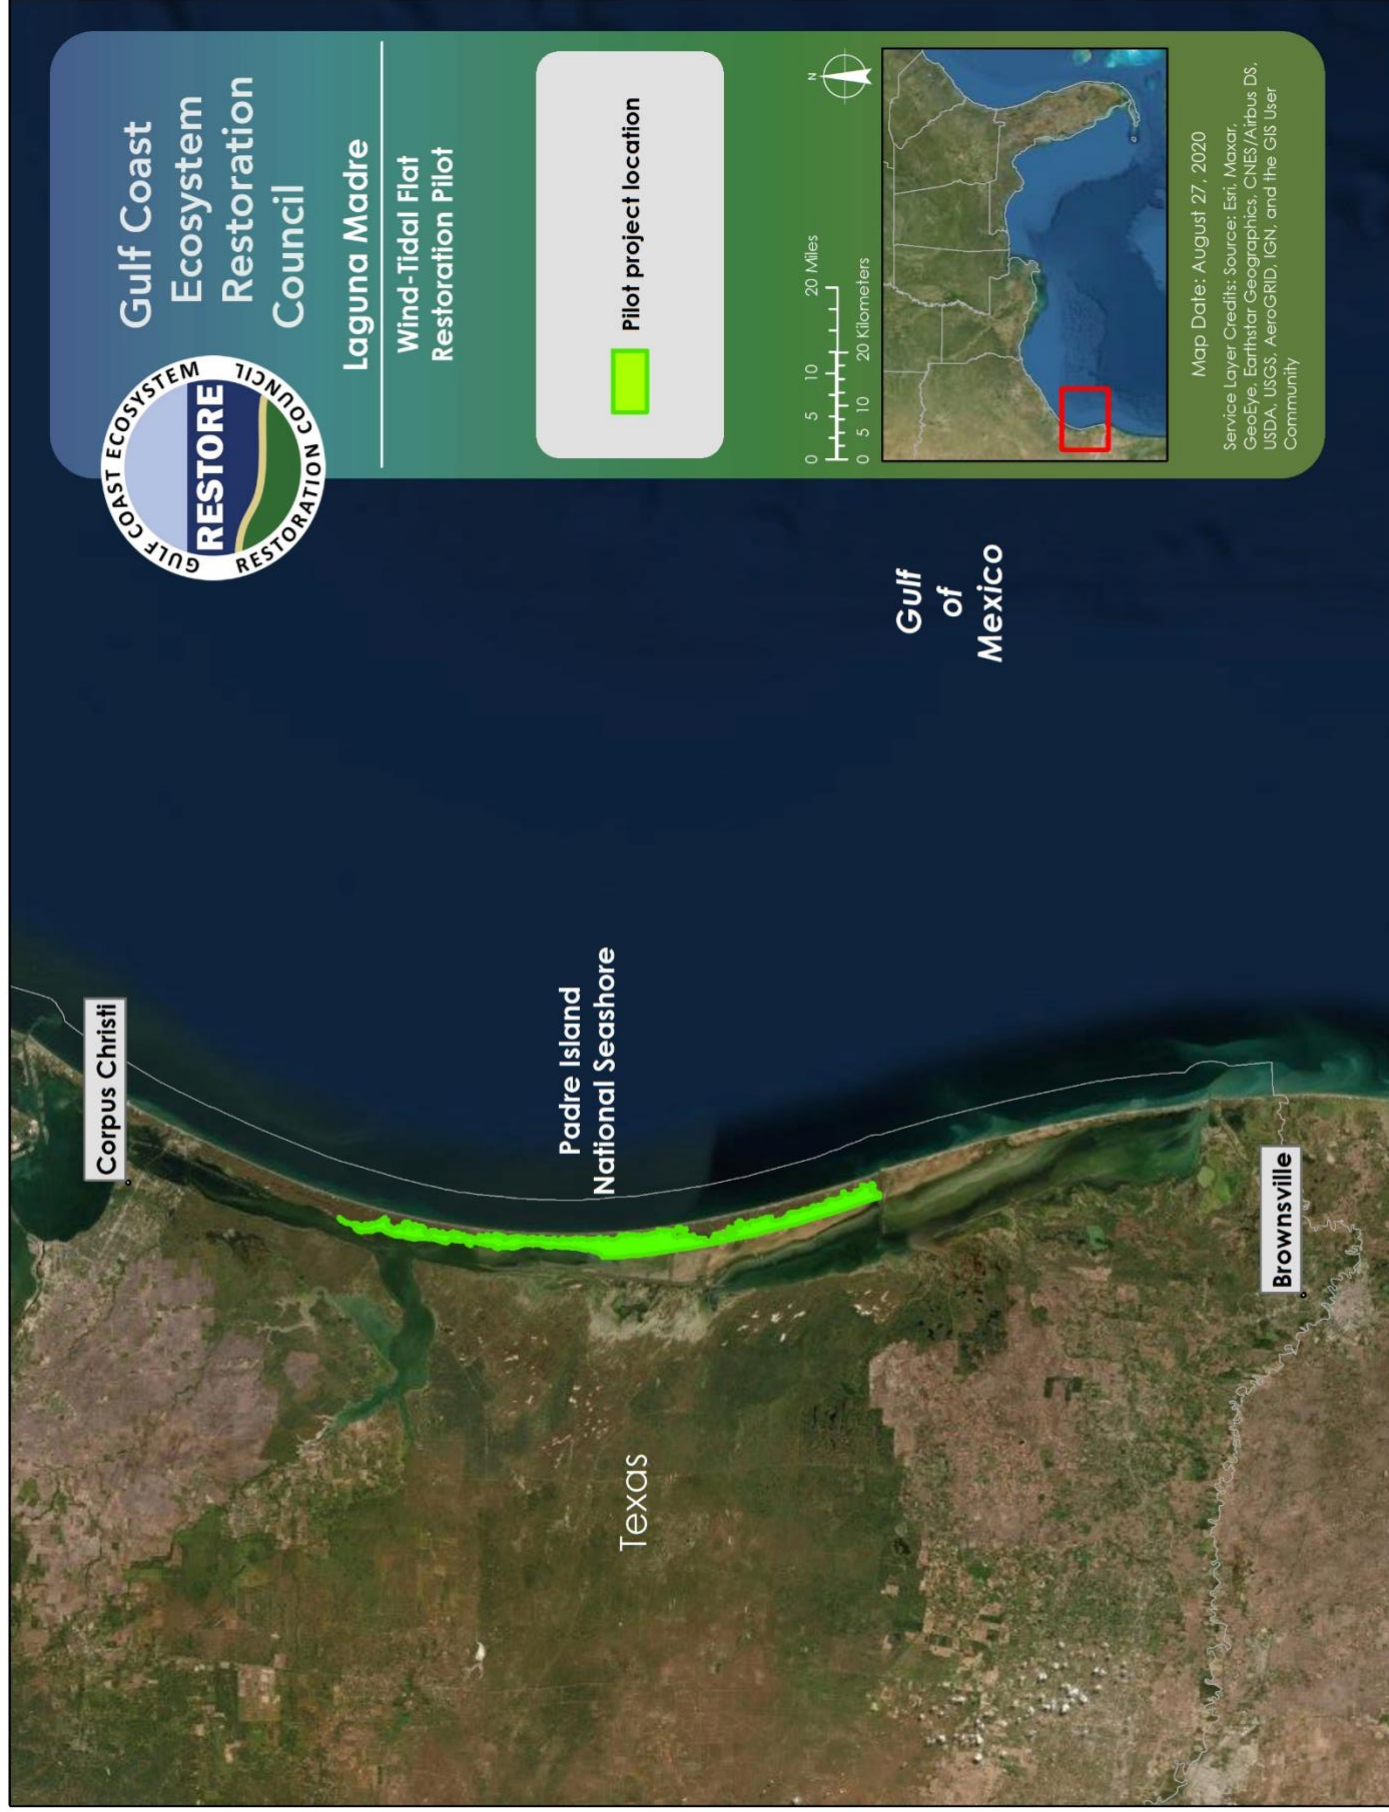 Corpus Christi
Padre Island
National Seashore
Texas
Brownsville
Gulf
of
Mexico
GULF COAST ECOSYSTEM
RESTORE
RESTORATION COUNCIL
Gulf Coast
Ecosystem
Restoration
Council
Laguna Madre
Wind-Tidal Flat
Restoration Pilot
Pilot project location
N
0 5 10 20 Miles
0 5 10 20 Kilometers
Map Date: August 27, 2020
Service Layer Credits: Source: Esri, Maxar,
GeoEye, Earthstar Geographics, CNES/Airbus DS,
USDA, USGS, AeroGRID, IGN, and the GIS User
Community